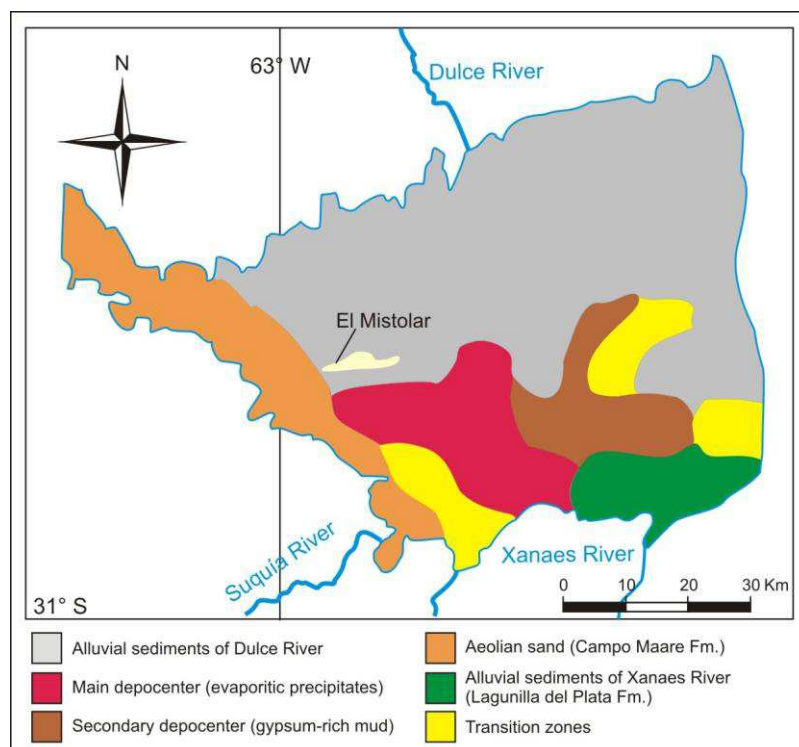 N
63° W
Dulce River
El Mistolar
Suquía River
Xanaes River
31° S
0 10 20 30 Km
Alluvial sediments of Dulce River
Main depocenter (evaporitic precipitates)
Secondary depocenter (gypsum-rich mud)
Aeolian sand (Campo Maare Fm.)
Alluvial sediments of Xanaes River
(Lagunilla del Plata Fm.)
Transition zones